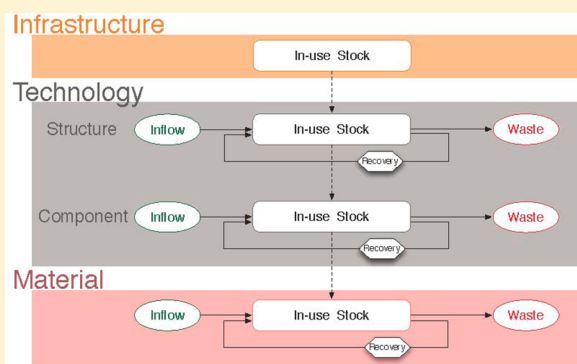 Infrastructure
In-use Stock
Technology
Structure
Inflow
In-use Stock
Waste
Recovery
Component
Inflow
In-use Stock
Waste
Recovery
Material
Inflow
In-use Stock
Waste
Recovery